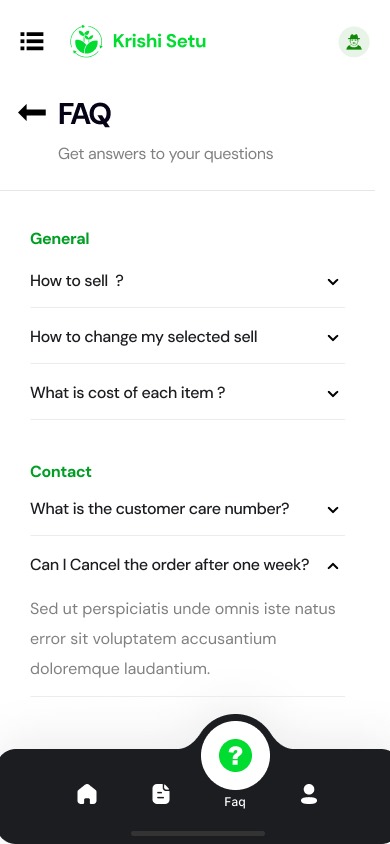 Krishi Setu
FAQ
Get answers to your questions
General
How to sell ?
How to change my selected sell
What is cost of each item ?
Contact
What is the customer care number?
Can I Cancel the order after one week?
Sed ut perspiciatis unde omnis iste natus
error sit voluptatem accusantium
doloremque laudantium.
?
Faq